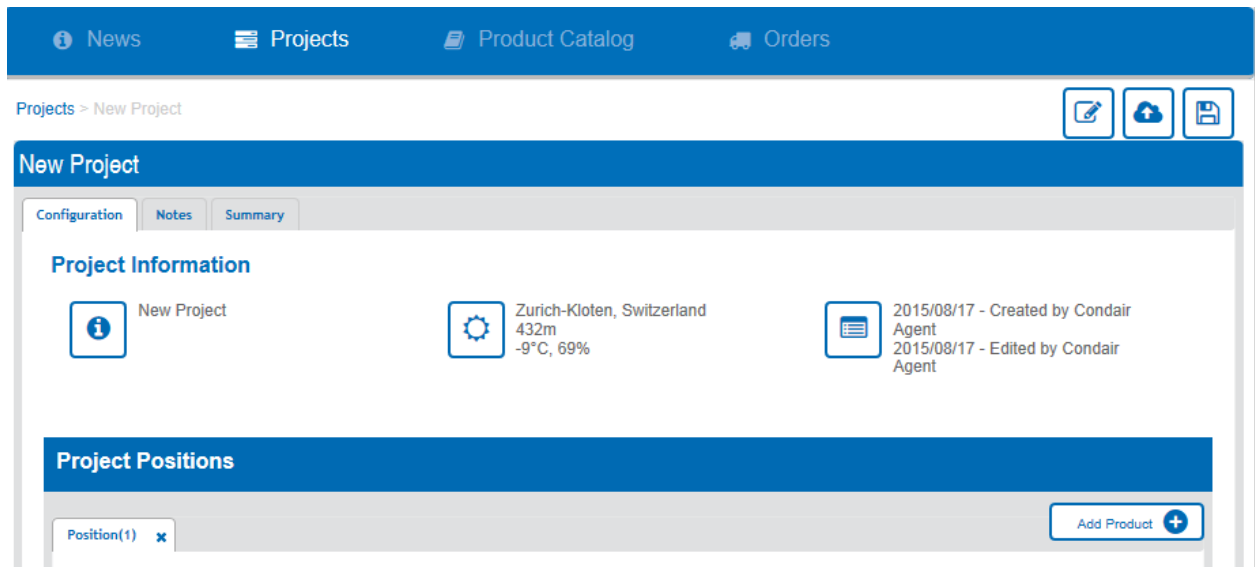 News Projects Product Catalog Orders
Projects > New Project
New Project
Configuration Notes Summary
Project Information
New Project
Zurich-Kloten, Switzerland
432m
-9°C, 69%
2015/08/17 - Created by Condair
Agent
2015/08/17 - Edited by Condair
Agent
Project Positions
Position(1) x
Add Product